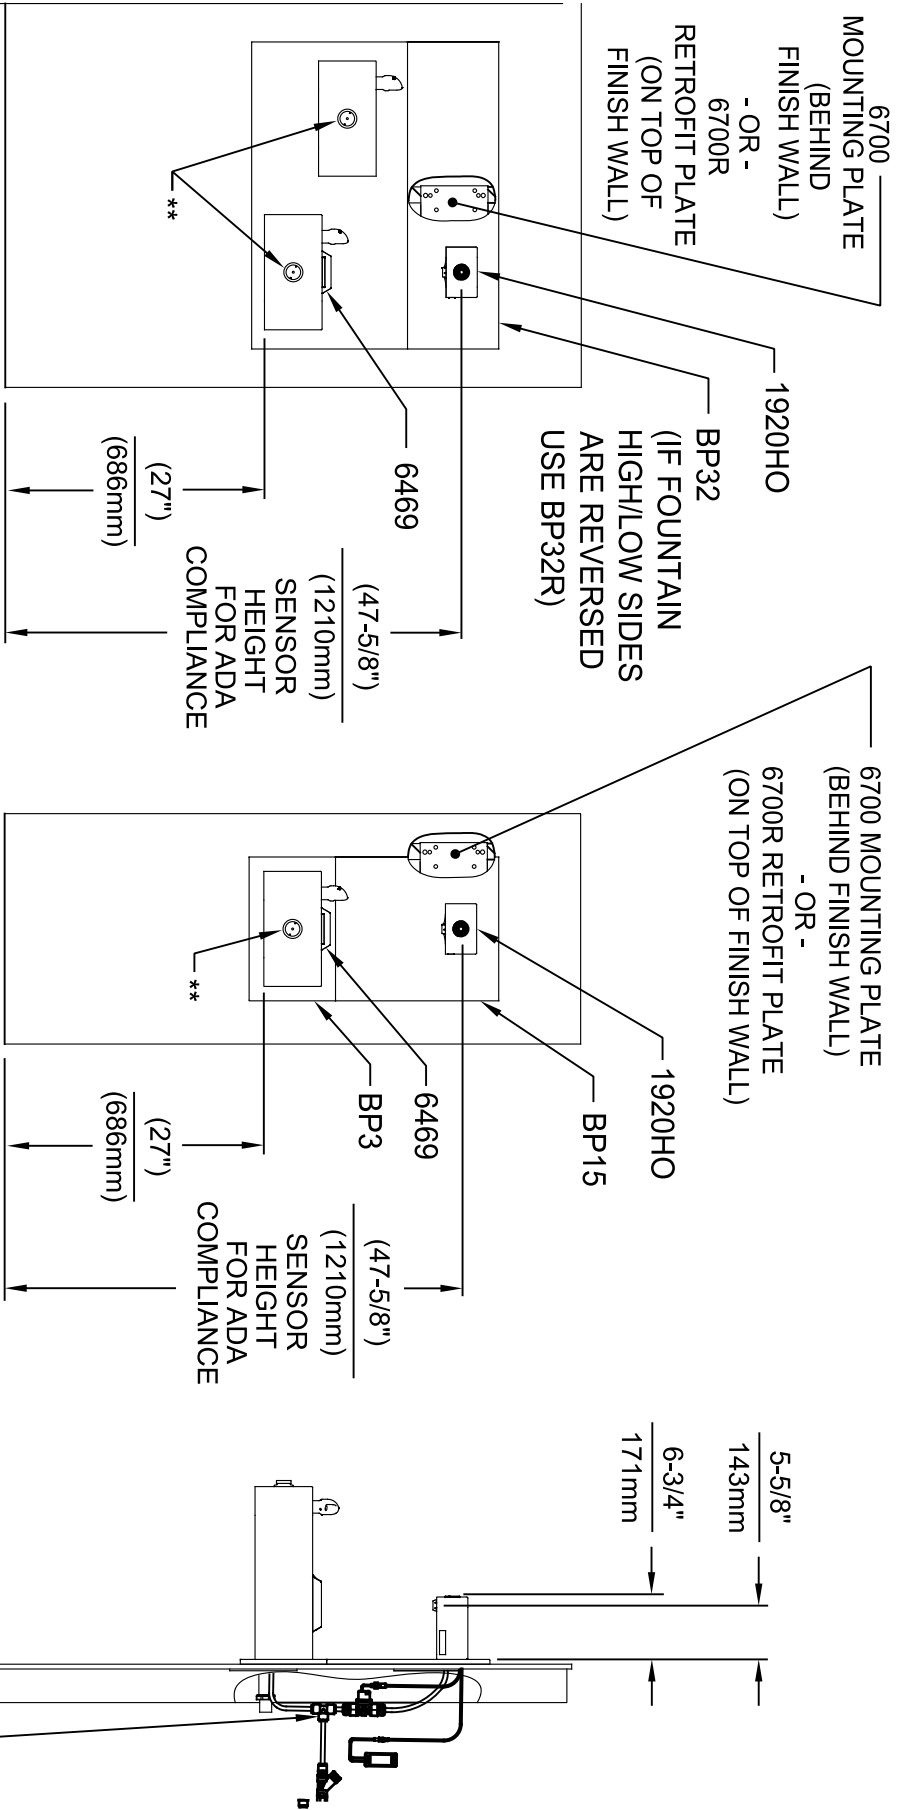 6700
MOUNTING PLATE
(BEHIND
FINISH WALL)
- OR -
6700R
RETROFIT PLATE
(ON TOP OF
FINISH WALL)
1920HO
BP32
(IF FOUNTAIN
HIGH/LOW SIDES
ARE REVERSED
USE BP32R)
6469
**
(27")
(686mm)
(47-5/8")
(1210mm)
SENSOR
HEIGHT
FOR ADA
COMPLIANCE
6700 MOUNTING PLATE
(BEHIND FINISH WALL)
- OR -
6700R RETROFIT PLATE
(ON TOP OF FINISH WALL)
1920HO
BP15
6469
BP3
**
(27")
(686mm)
(47-5/8")
(1210mm)
SENSOR
HEIGHT
FOR ADA
COMPLIANCE
5-5/8"
143mm
6-3/4"
171mm